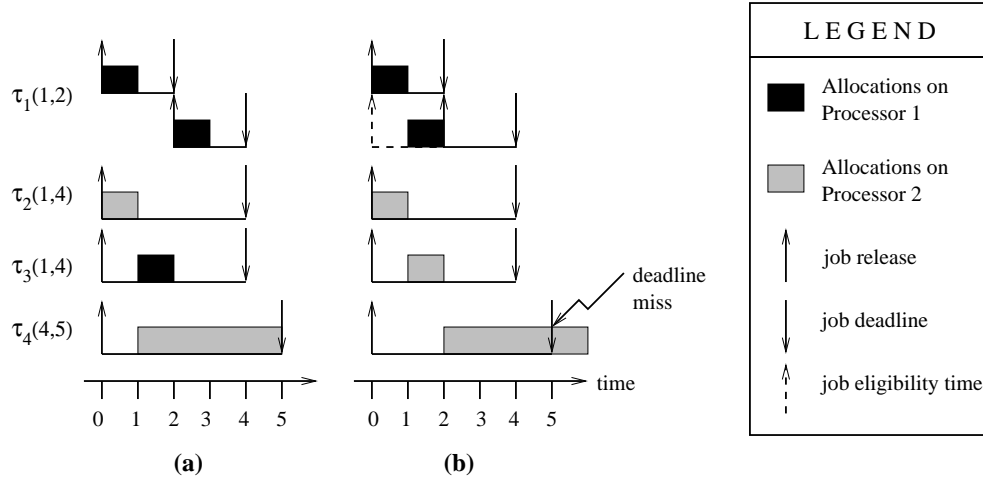 τ1(1,2)
τ2(1,4)
τ3(1,4)
τ4(4,5)
0 1 2 3 4 5
(a)
deadline
miss
time
0 1 2 3 4 5
(b)
LEGEND
Allocations on
Processor 1
Allocations on
Processor 2
job release
job deadline
job eligibility time